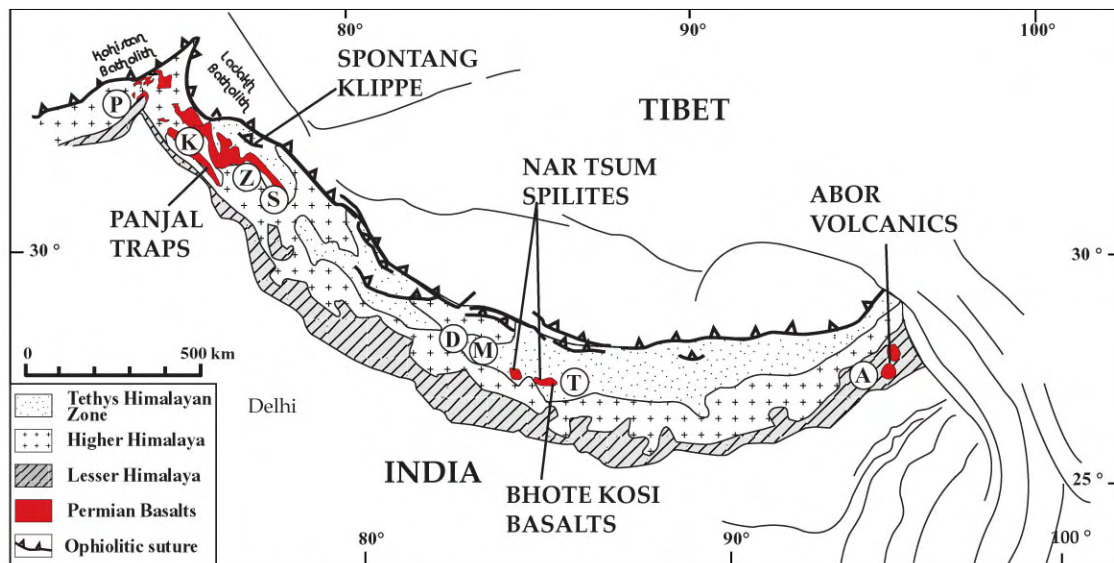 80°
90°
100°
Kohistan
Batholith
Ladakh
Batholith
SPONTANG
KLIPPE
TIBET
P
K
Z
S
NAR TSUM
SPILITES
ABOR
VOLCANICS
PANJAL
TRAPS
30 °
30 °
0
500 km
D
M
T
A
Tethys Himalayan
Zone
Delhi
Higher Himalaya
Lesser Himalaya
INDIA
25 °
BHOTE KOSI
BASALTS
Permian Basalts
Ophiolitic suture
80°
90°
100 °